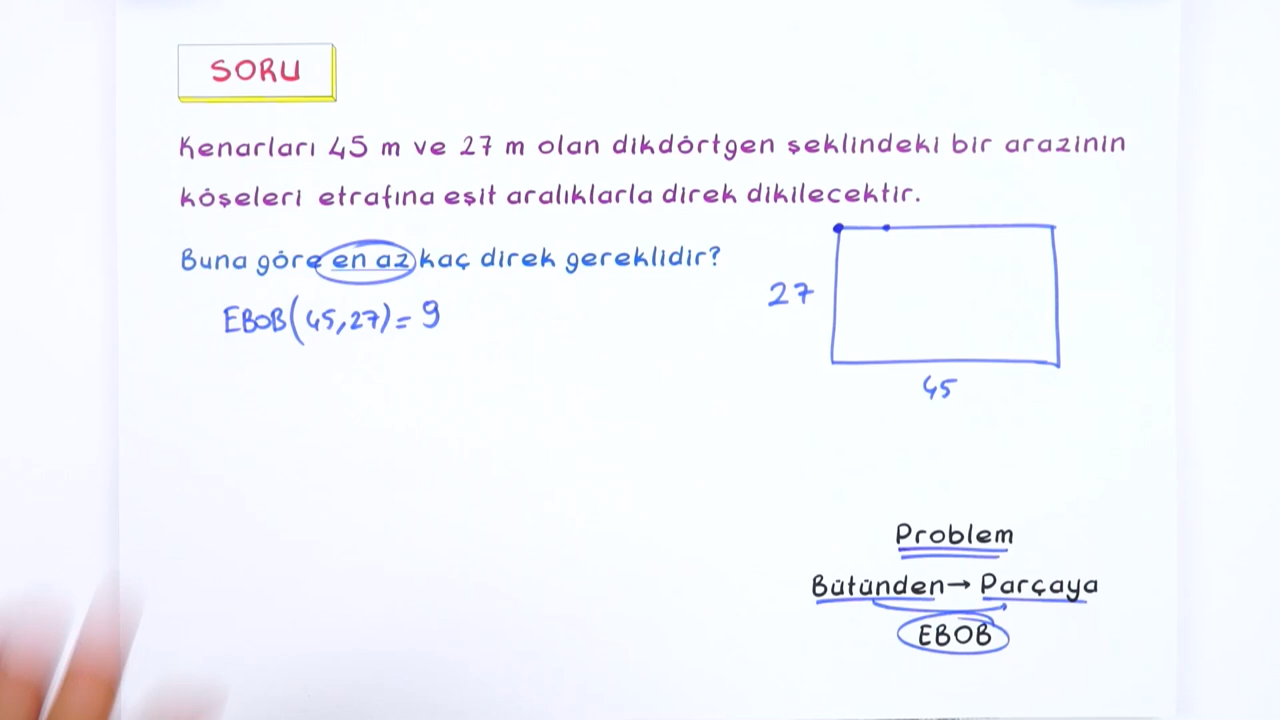 SORU
Kenarları 45 m ve 27 m olan dikdörtgen şeklindeki bir arazinin
köşeleri etrafına eşit aralıklarla direk dikilecektir.
Buna göre en az kaç direk gereklidir?
EBOB(45,27)=9
27
45
Problem
Bütünden→Parçaya
EBOB